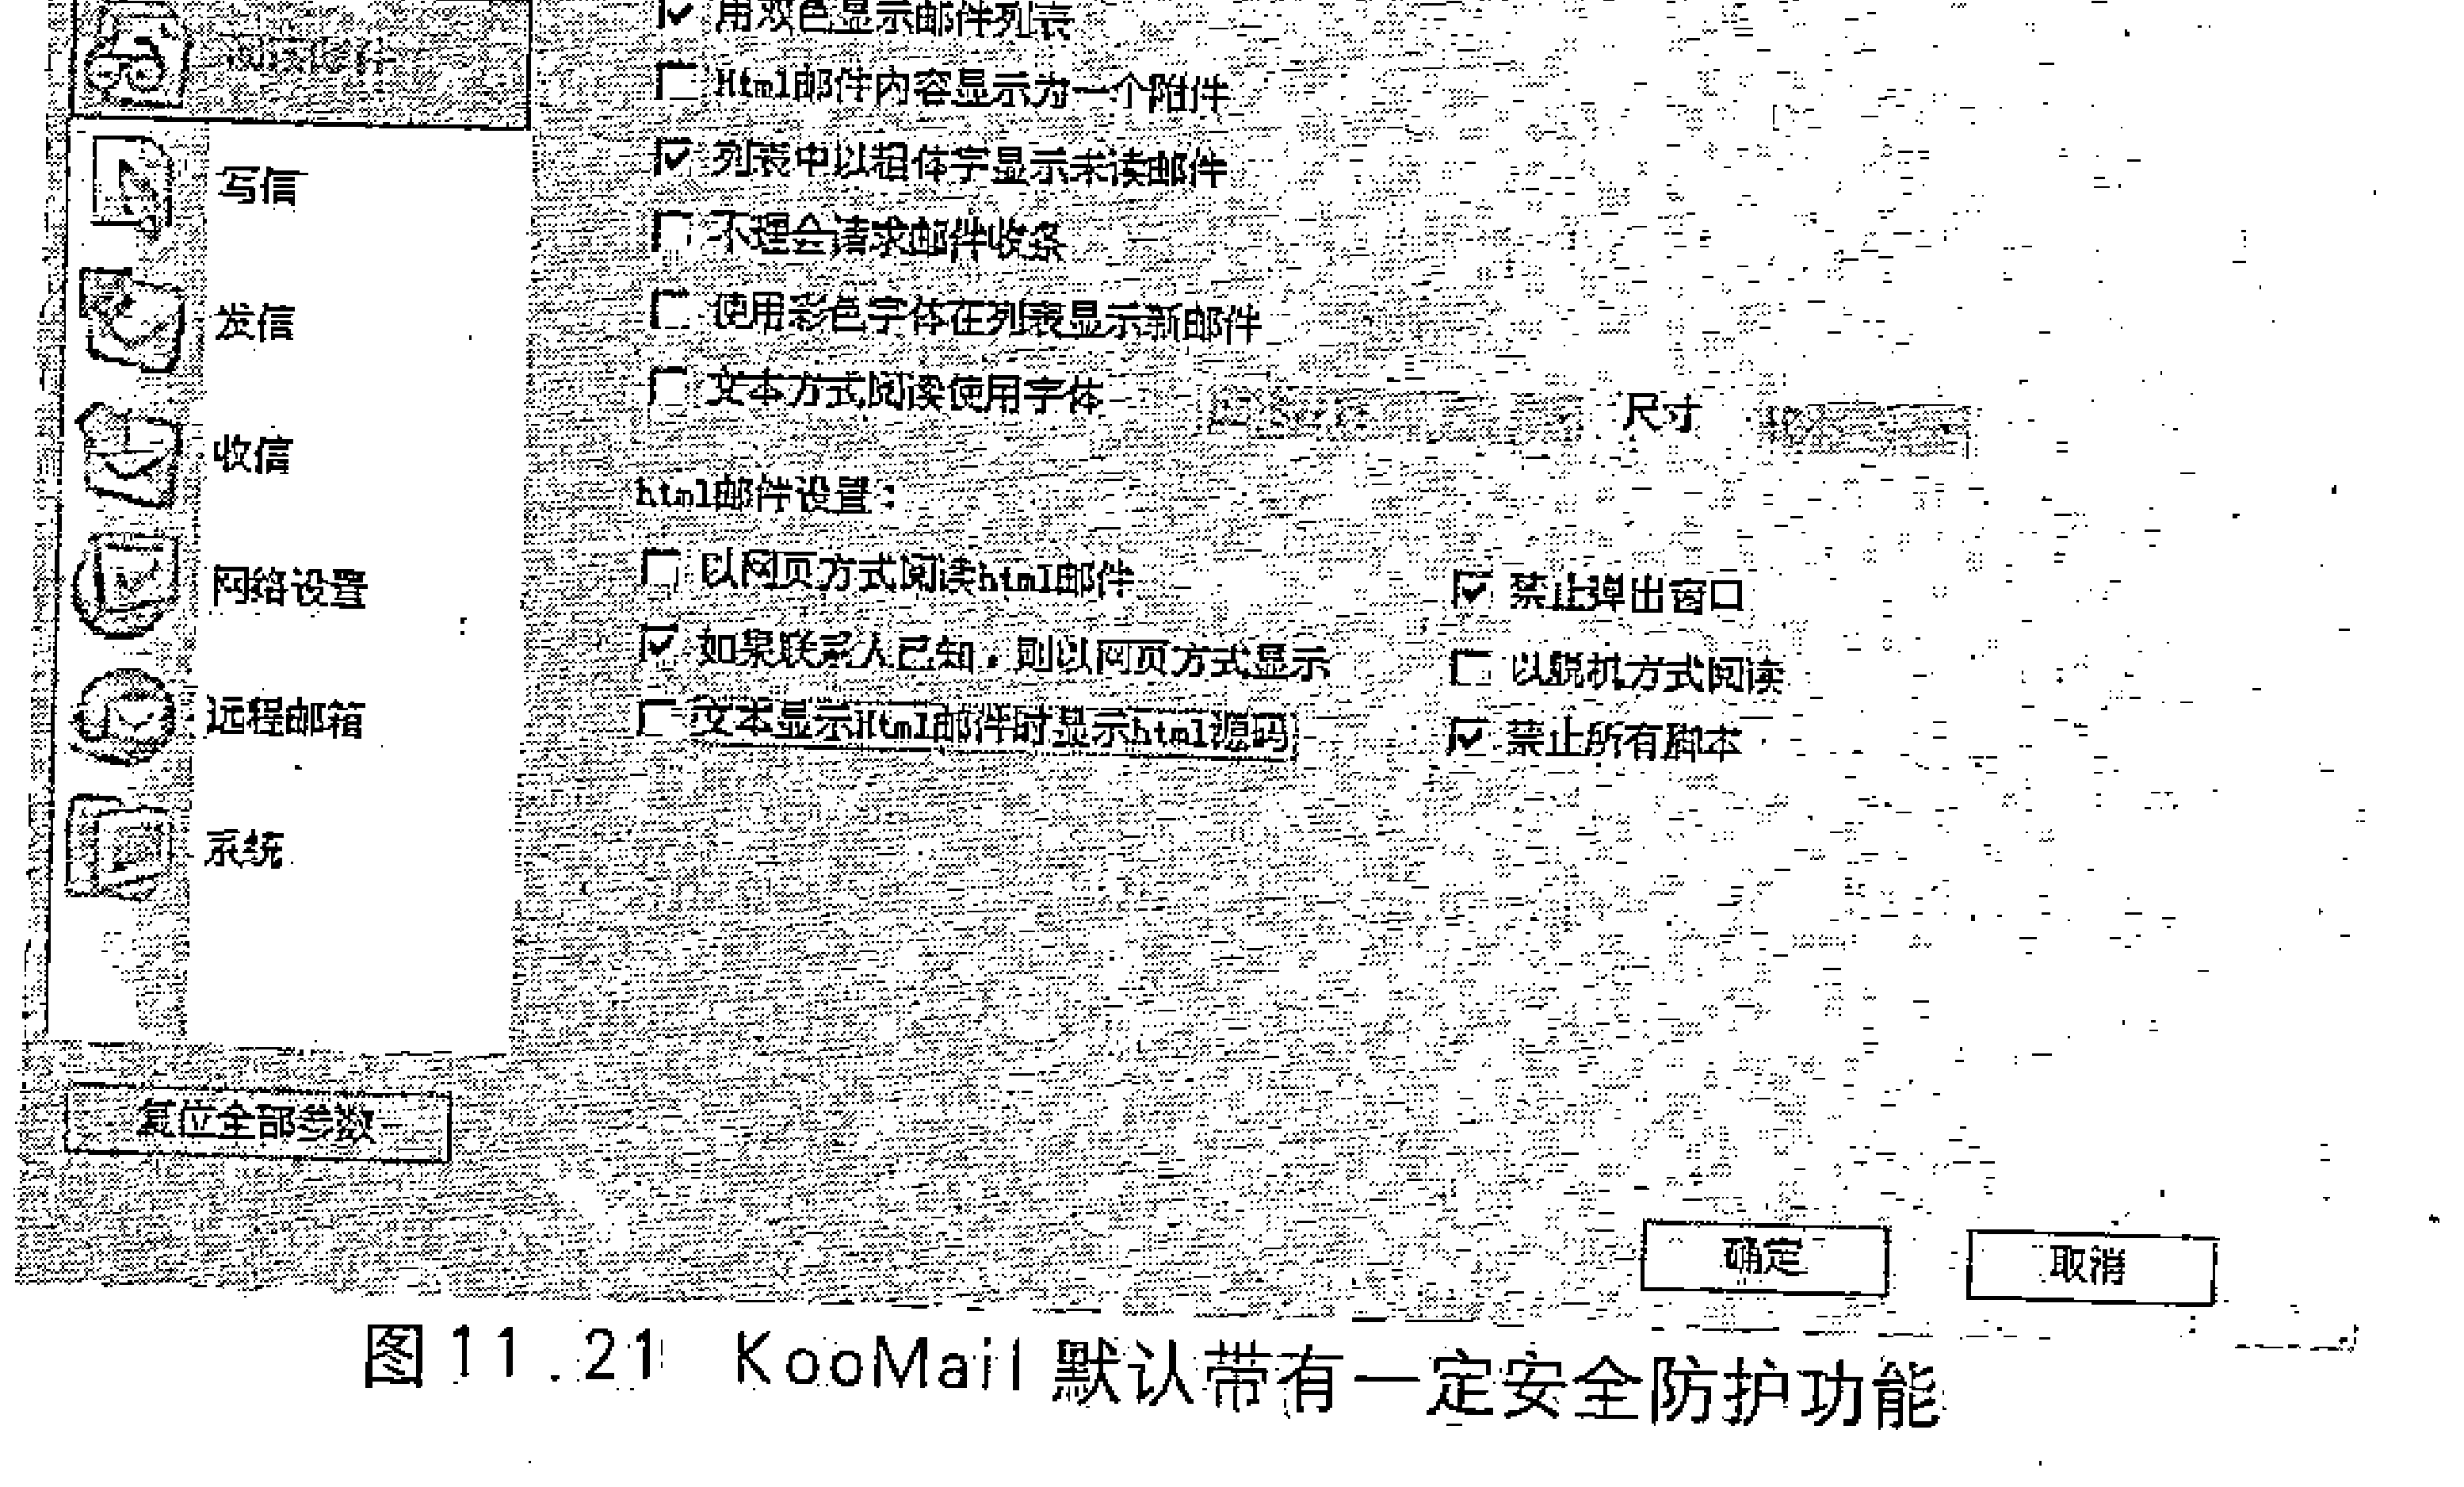 用双色显示邮件列表
Html邮件内容显示为一个附件
列表中以粗体字显示未读邮件
不理会请求邮件收条
使用彩色字体在列表显示新邮件
文本方式阅读使用字体 尺寸
html邮件设置：
以网页方式阅读html邮件
如果联系人已知，则以网页方式显示
文本显示Html邮件时显示html源码
禁止弹出窗口
以脱机方式阅读
禁止所有脚本
写信
发信
收信
网络设置
远程邮箱
系统
复位全部参数
确定 取消
图11.21 KooMail默认带有一定安全防护功能